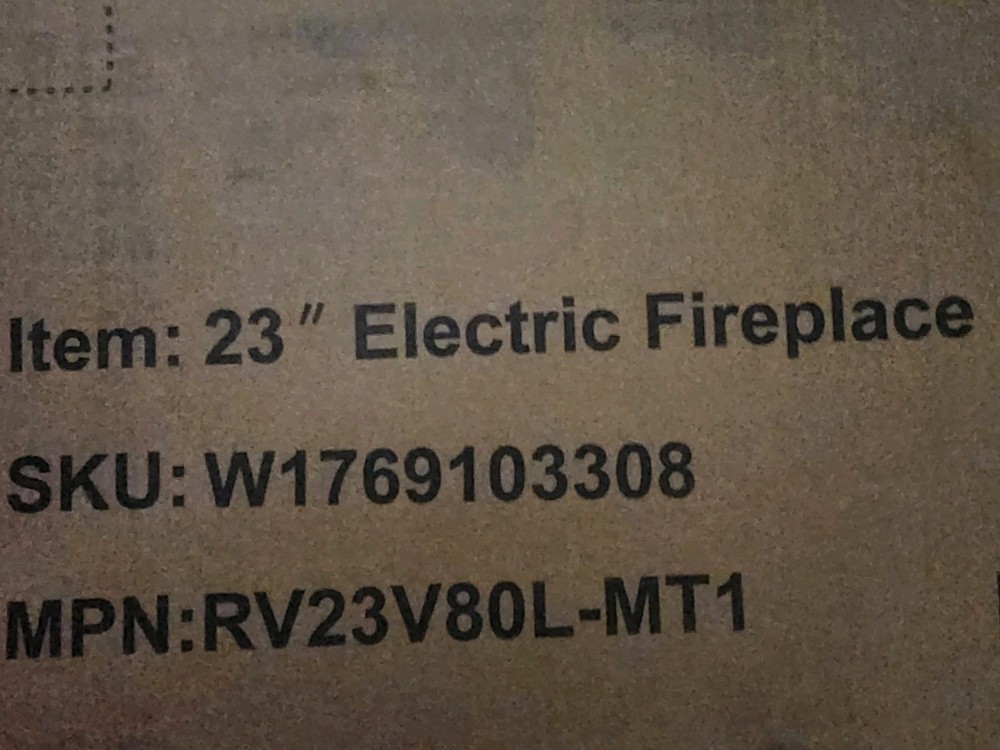 Item: 23" Electric Fireplace
SKU: W1769103308
MPN:RV23V80L-MT1